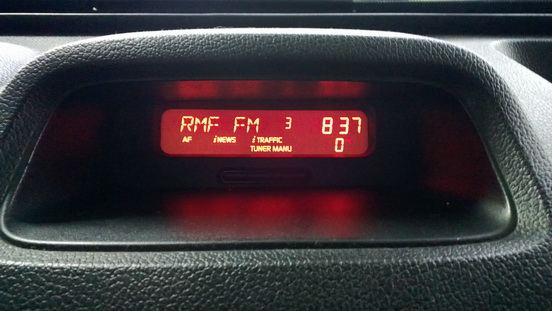 RMF FM 3 837
AF iNEWS iTRAFFIC 0
TUNER MANU